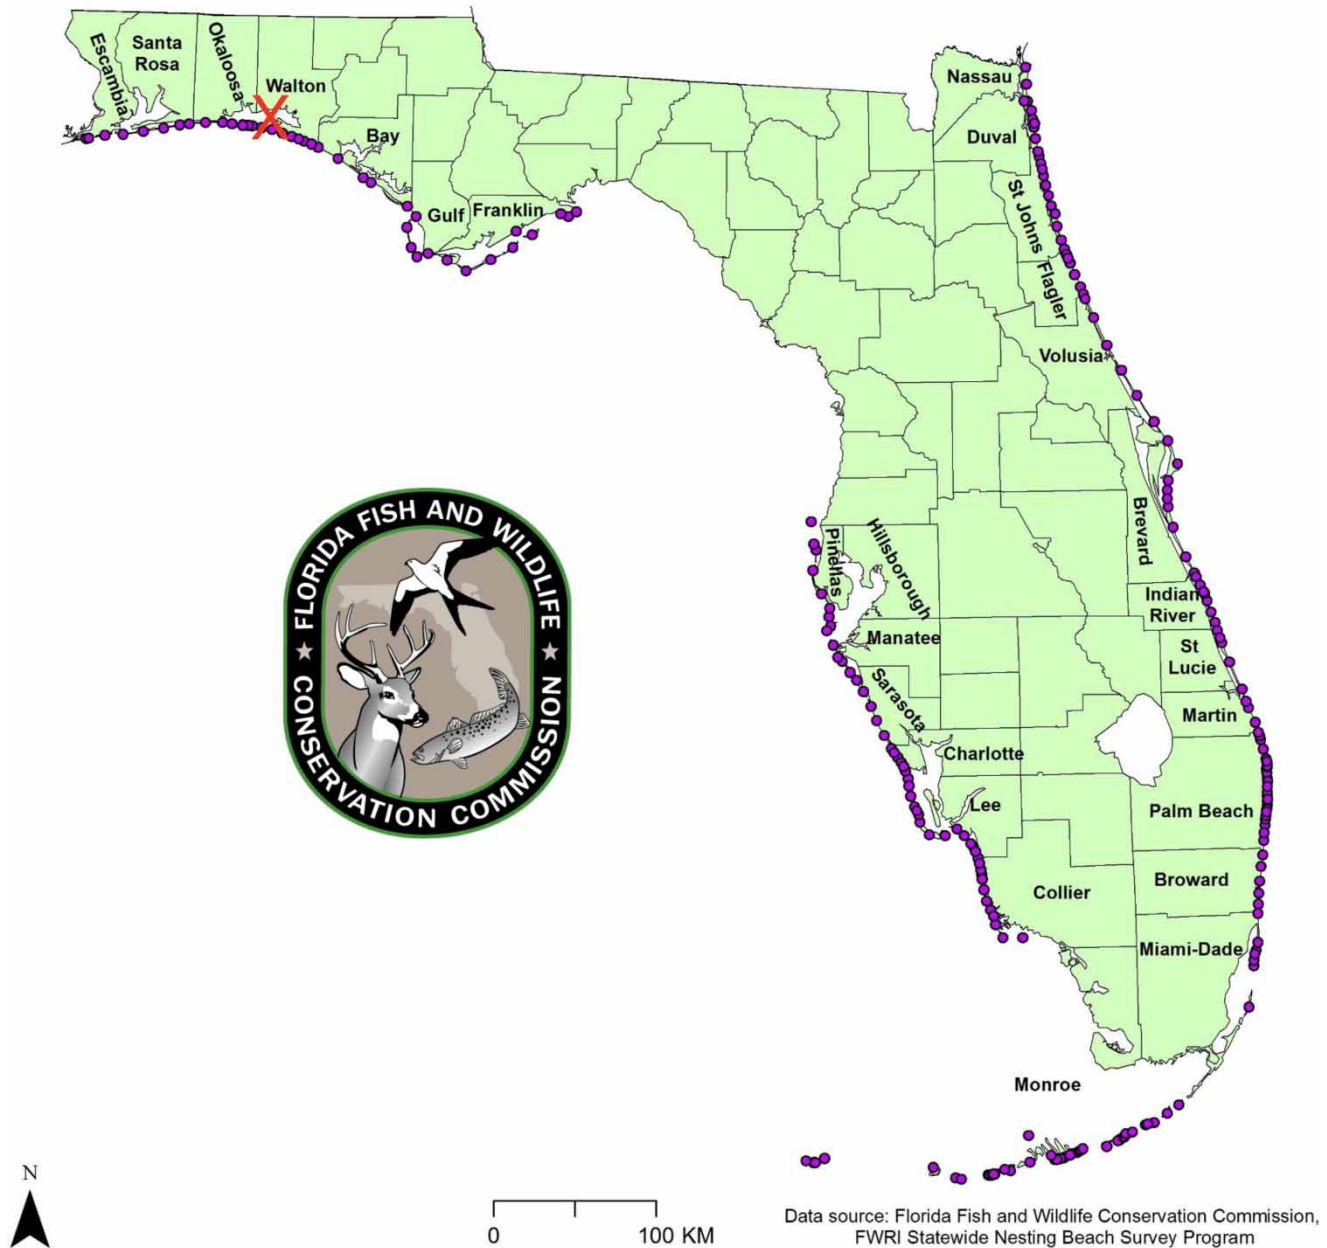 Escambia
Santa
Rosa
Okaloosa
Walton
Bay
Gulf
Franklin
Nassau
Duval
St Johns
Flagler
Volusia
Brevard
Indian
River
St
Lucie
Martin
Palm Beach
Broward
Miami-Dade
Monroe
Collier
Lee
Charlotte
Sarasota
Manatee
Hillsborough
Pinellas
FLORIDA FISH AND WILDLIFE
CONSERVATION COMMISSION
N
0 100 KM
Data source: Florida Fish and Wildlife Conservation Commission,
FWRI Statewide Nesting Beach Survey Program